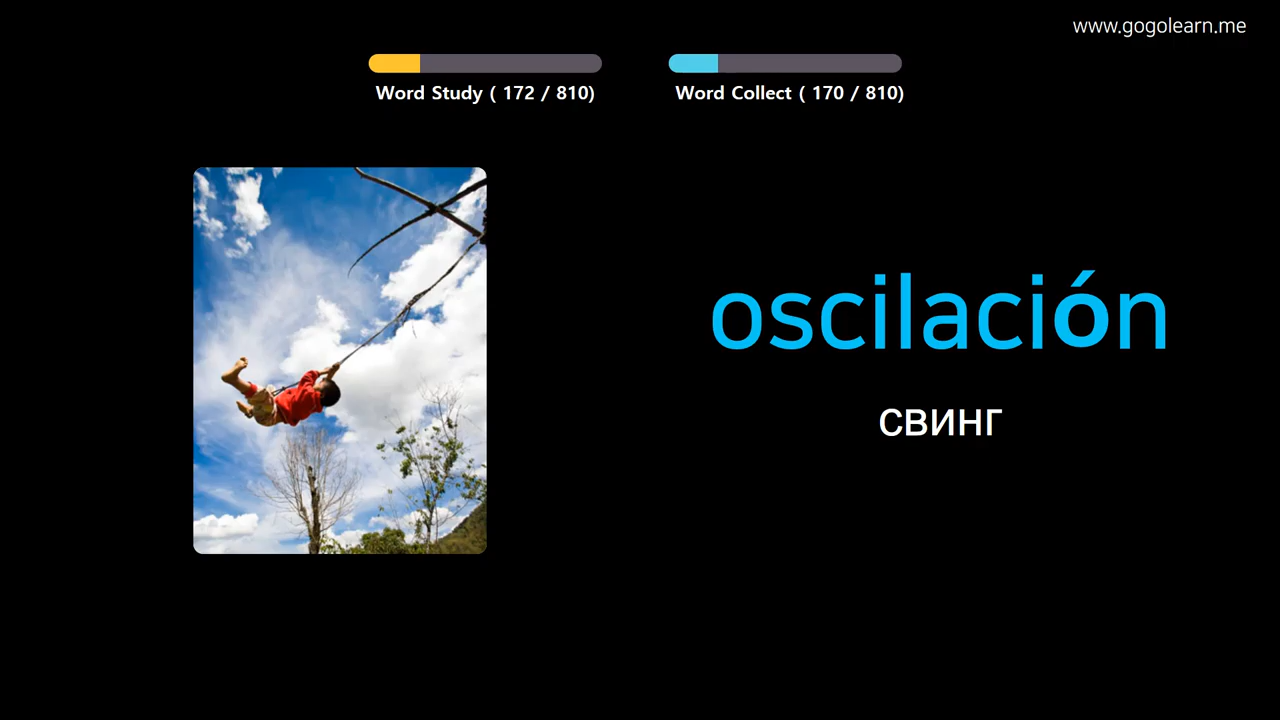 www.gogolearn.me
Word Study ( 172 / 810)
Word Collect ( 170 / 810)
oscilación
свинг